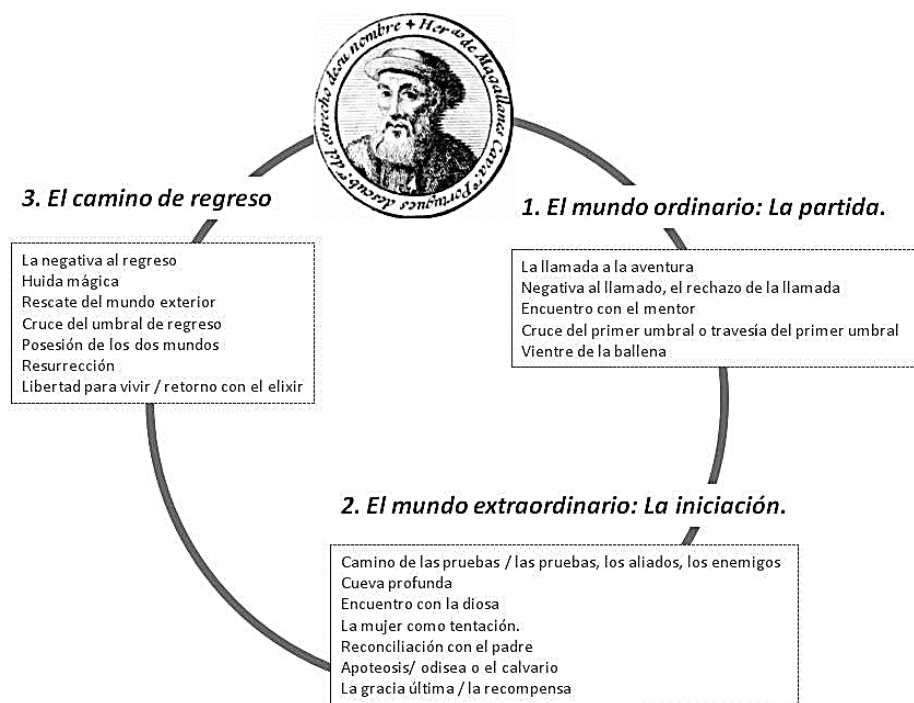 Her.do de Magallanes Cava.o Portugues descub.or del estrecho de su nombre +
3. El camino de regreso
La negativa al regreso
Huida mágica
Rescate del mundo exterior
Cruce del umbral de regreso
Posesión de los dos mundos
Resurrección
Libertad para vivir / retorno con el elixir
1. El mundo ordinario: La partida.
La llamada a la aventura
Negativa al llamado, el rechazo de la llamada
Encuentro con el mentor
Cruce del primer umbral o travesía del primer umbral
Vientre de la ballena
2. El mundo extraordinario: La iniciación.
Camino de las pruebas / las pruebas, los aliados, los enemigos
Cueva profunda
Encuentro con la diosa
La mujer como tentación.
Reconciliación con el padre
Apoteosis/ odisea o el calvario
La gracia última / la recompensa